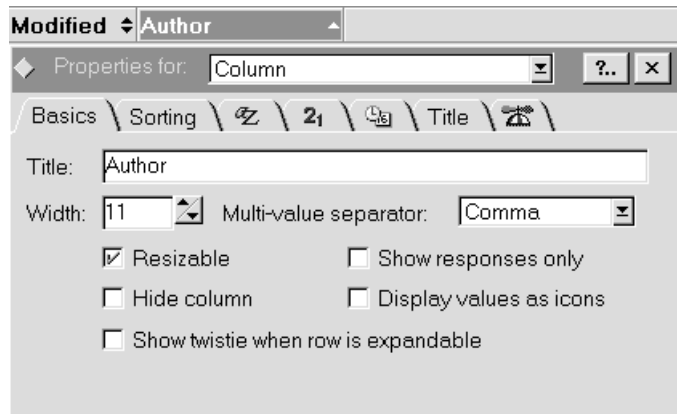 Modified Author
Properties for: Column ?..
Basics Sorting 2₁ Title
Title: Author
Width: 11 Multi-value separator: Comma
Resizable Show responses only
Hide column Display values as icons
Show twistie when row is expandable